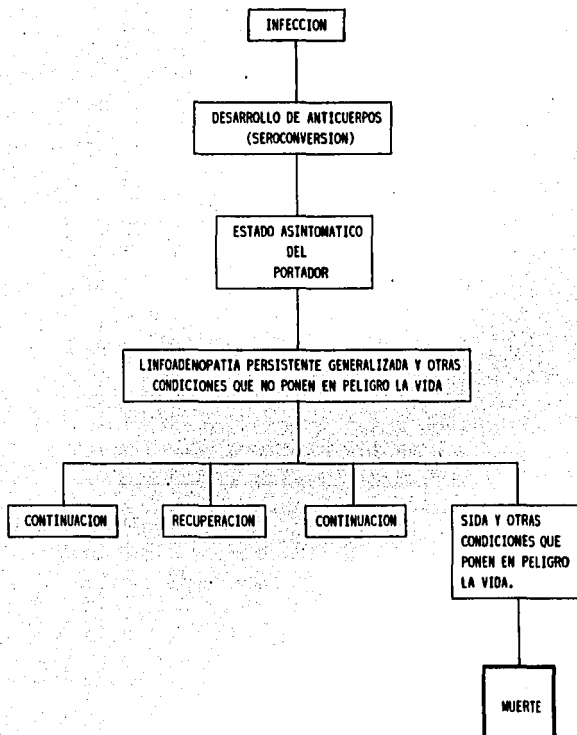 INFECCION
DESARROLLO DE ANTICUERPOS
(SEROCONVERSION)
ESTADO ASINTOMATICO
DEL
PORTADOR
LINFOADENOPATIA PERSISTENTE GENERALIZADA Y OTRAS
CONDICIONES QUE NO PONEN EN PELIGRO LA VIDA
CONTINUACION
RECUPERACION
CONTINUACION
SIDA Y OTRAS
CONDICIONES QUE
PONEN EN PELIGRO
LA VIDA.
MUERTE